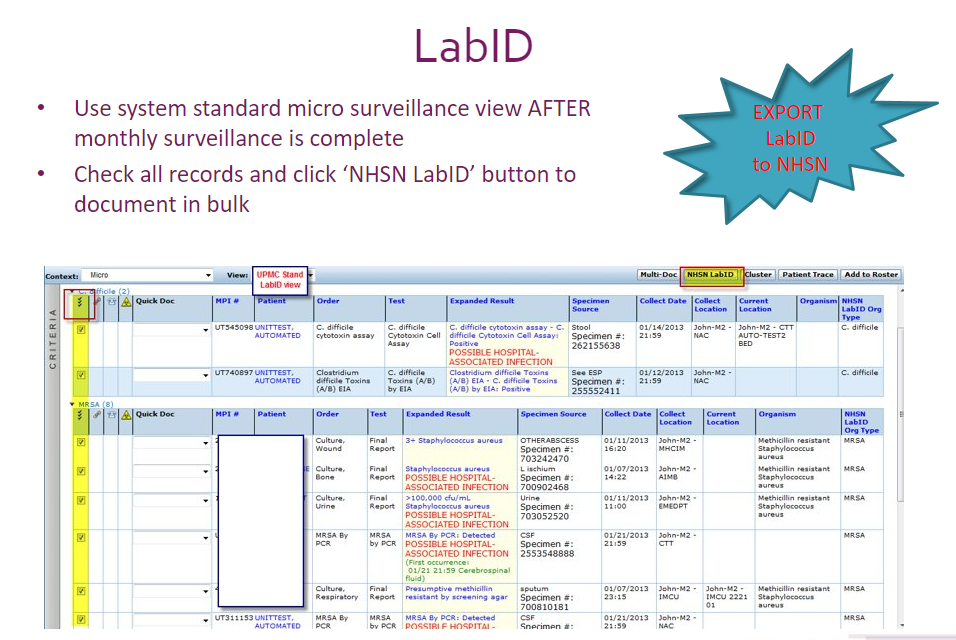 LabID
• Use system standard micro surveillance view AFTER
monthly surveillance is complete
• Check all records and click ‘NHSN LabID’ button to
document in bulk
EXPORT
LabID
to NHSN
Context: Micro View: UPMC Stand LabID view Multi-Doc NHSN LabID Cluster Patient Trace Add to Roster
CRITERIA
C. difficile (2)
Quick Doc MPI # Patient Order Test Expanded Result Specimen Source Collect Date Collect Location Current Location Organism NHSN LabID Org Type
UT545098 UNITTEST, C. difficile C. difficile C. difficile cytotoxin assay - C. Stool 01/14/2013 John-M2 - John-M2 - CTT C. difficile
AUTOMATED cytotoxin assay Cytotoxin Cell difficile Cytotoxin Cell Assay: Specimen #: 21:59 NAC AUTO-TEST2
Assay Positive 262155638 BED
POSSIBLE HOSPITAL-
ASSOCIATED INFECTION
UT740897 UNITTEST, Clostridium C. difficile Clostridium difficile Toxins See ESP 01/12/2013 John-M2 - C. difficile
AUTOMATED difficile Toxins Toxins (A/B) (A/B) EIA - C. difficile Toxins Specimen #: 21:59 NAC
(A/B) EIA by EIA (A/B) by EIA: Positive 255552411
MRSA (8)
Quick Doc MPI # Patient Order Test Expanded Result Specimen Source Collect Date Collect Location Current Location Organism NHSN LabID Org Type
Culture, Final 3+ Staphylococcus aureus OTHERABSCESS 01/11/2013 John-M2 - Methicillin resistant MRSA
Wound Report Specimen #: 16:20 MHCIM Staphylococcus
703242470 aureus
Culture, Final Staphylococcus aureus L ischium 01/07/2013 John-M2 - Methicillin resistant MRSA
Bone Report POSSIBLE HOSPITAL- Specimen #: 14:22 AIMB Staphylococcus
ASSOCIATED INFECTION 700902468 aureus
Culture, Final >100,000 cfu/mL Urine 01/11/2013 John-M2 - Methicillin resistant MRSA
Urine Report Staphylococcus aureus Specimen #: 11:00 EMEDPT Staphylococcus
POSSIBLE HOSPITAL- 703052520 aureus
ASSOCIATED INFECTION
MRSA By MRSA MRSA By PCR: Detected CSF 01/21/2013 John-M2 - MRSA
PCR by PCR POSSIBLE HOSPITAL- Specimen #: 21:59 CTT
ASSOCIATED INFECTION 2553548888
(First occurrence:
01/21 21:59 Cerebrospinal
fluid)
Culture, Final Presumptive methicillin sputum 01/07/2013 John-M2 - John-M2 - Methicillin resistant MRSA
Respiratory Report resistant by screening agar Specimen #: 23:15 IMCU IMCU 2221 Staphylococcus
700810181 01 aureus
UT311153 UNITTEST, MRSA By MRSA MRSA By PCR: Detected CSF 01/21/2013 John-M2 - MRSA
AUTOMATED PCR by PCR POSSIBLE HOSPITAL- Specimen #: 21:59 NAC